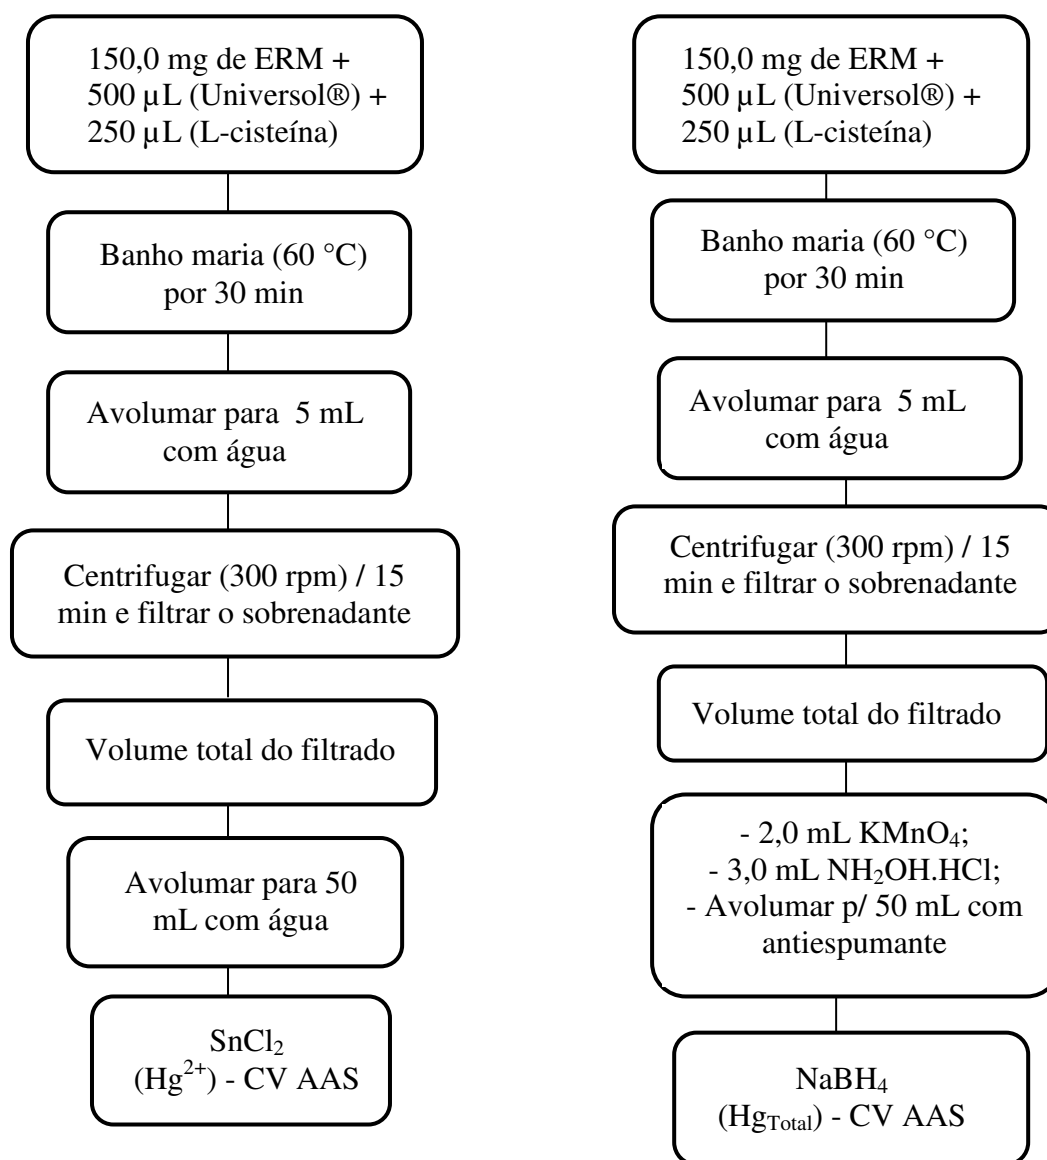 150,0 mg de ERM +
500 µL (Universol®) +
250 µL (L-cisteína)
Banho maria (60 °C)
por 30 min
Avolumar para 5 mL
com água
Centrifugar (300 rpm) / 15
min e filtrar o sobrenadante
Volume total do filtrado
Avolumar para 50
mL com água
SnCl₂
(Hg²⁺) - CV AAS
150,0 mg de ERM +
500 µL (Universol®) +
250 µL (L-cisteína)
Banho maria (60 °C)
por 30 min
Avolumar para 5 mL
com água
Centrifugar (300 rpm) / 15
min e filtrar o sobrenadante
Volume total do filtrado
- 2,0 mL KMnO₄;
- 3,0 mL NH₂OH.HCl;
- Avolumar p/ 50 mL com
antiespumante
NaBH₄
(Hg_Total) - CV AAS